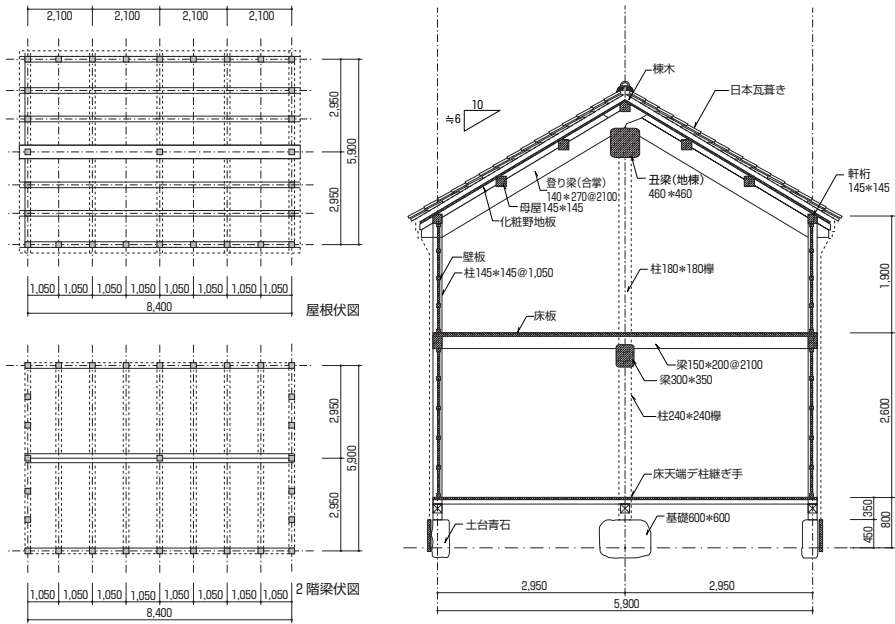 2,100
2,100
2,100
2,100
2,950
2,950
5,900
1,050
1,050
1,050
1,050
1,050
1,050
1,050
1,050
8,400
屋根伏図
2,950
2,950
5,900
1,050
1,050
1,050
1,050
1,050
1,050
1,050
1,050
8,400
2階梁伏図
10
≒6
棟木
日本瓦葺き
登り梁(合掌)
140*270@2100
母屋145*145
化粧野地板
丑梁(地棟)
460*460
軒桁
145*145
壁板
柱145*145@1,050
柱180*180欅
床板
梁150*200@2100
梁300*350
柱240*240欅
床天端デ柱継ぎ手
土台青石
基礎600*600
1,900
2,600
350
450
800
2,950
2,950
5,900